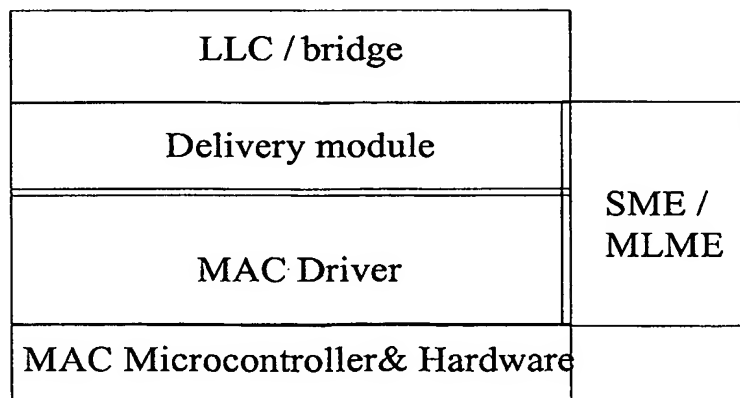 LLC / bridge
Delivery module
MAC Driver
SME /
MLME
MAC Microcontroller& Hardware